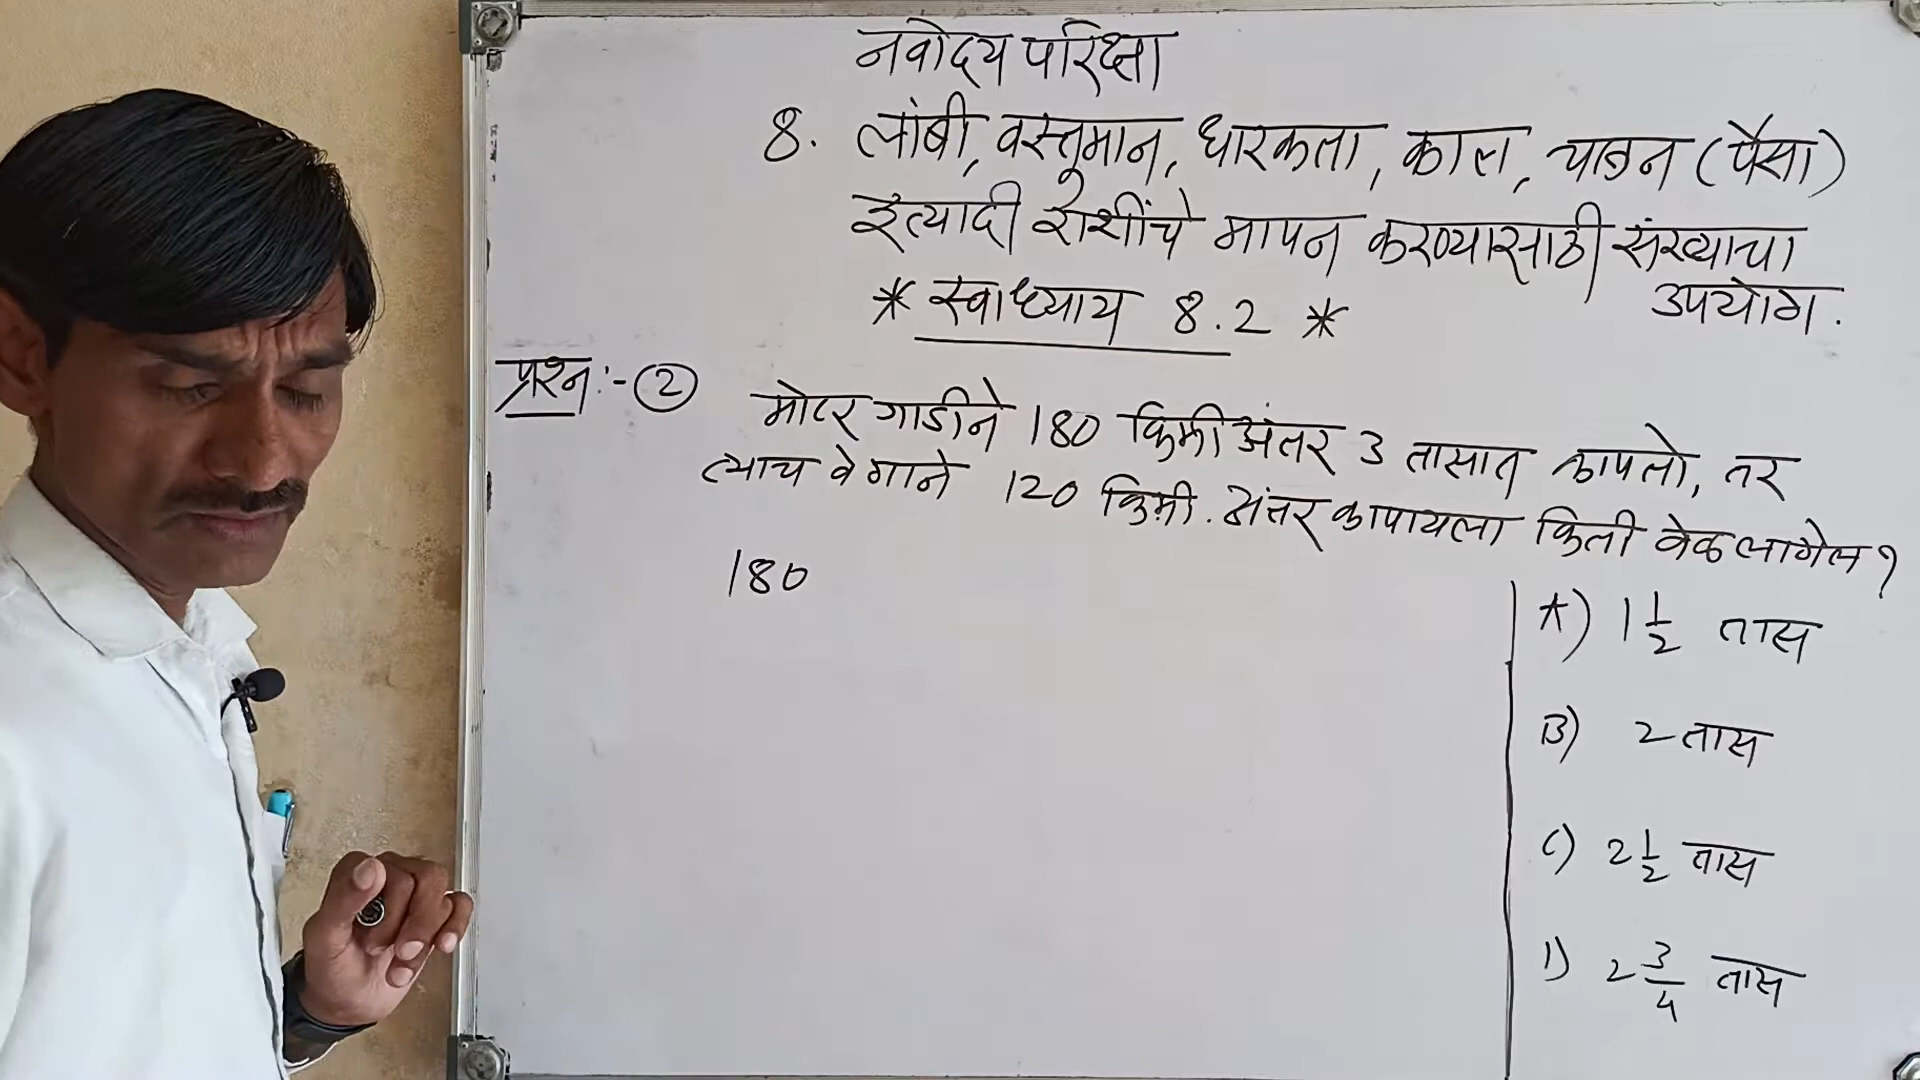 नवोदय परिक्षा
8. लांबी, वस्तुमान, धारकता, काल, चलन (पैसा)
इत्यादी राशींचे मापन करण्यासाठी संख्याचा
उपयोग.
* स्वाध्याय 8.2 *
प्रश्न:- (2) मोटर गाडीने 180 किमी अंतर 3 तासात कापतो, तर
त्याच वेगाने 120 किमी. अंतर कापायला किती वेळ लागेल?
180
A) 1 1/2 तास
B) 2 तास
C) 2 1/2 तास
D) 2 3/4 तास